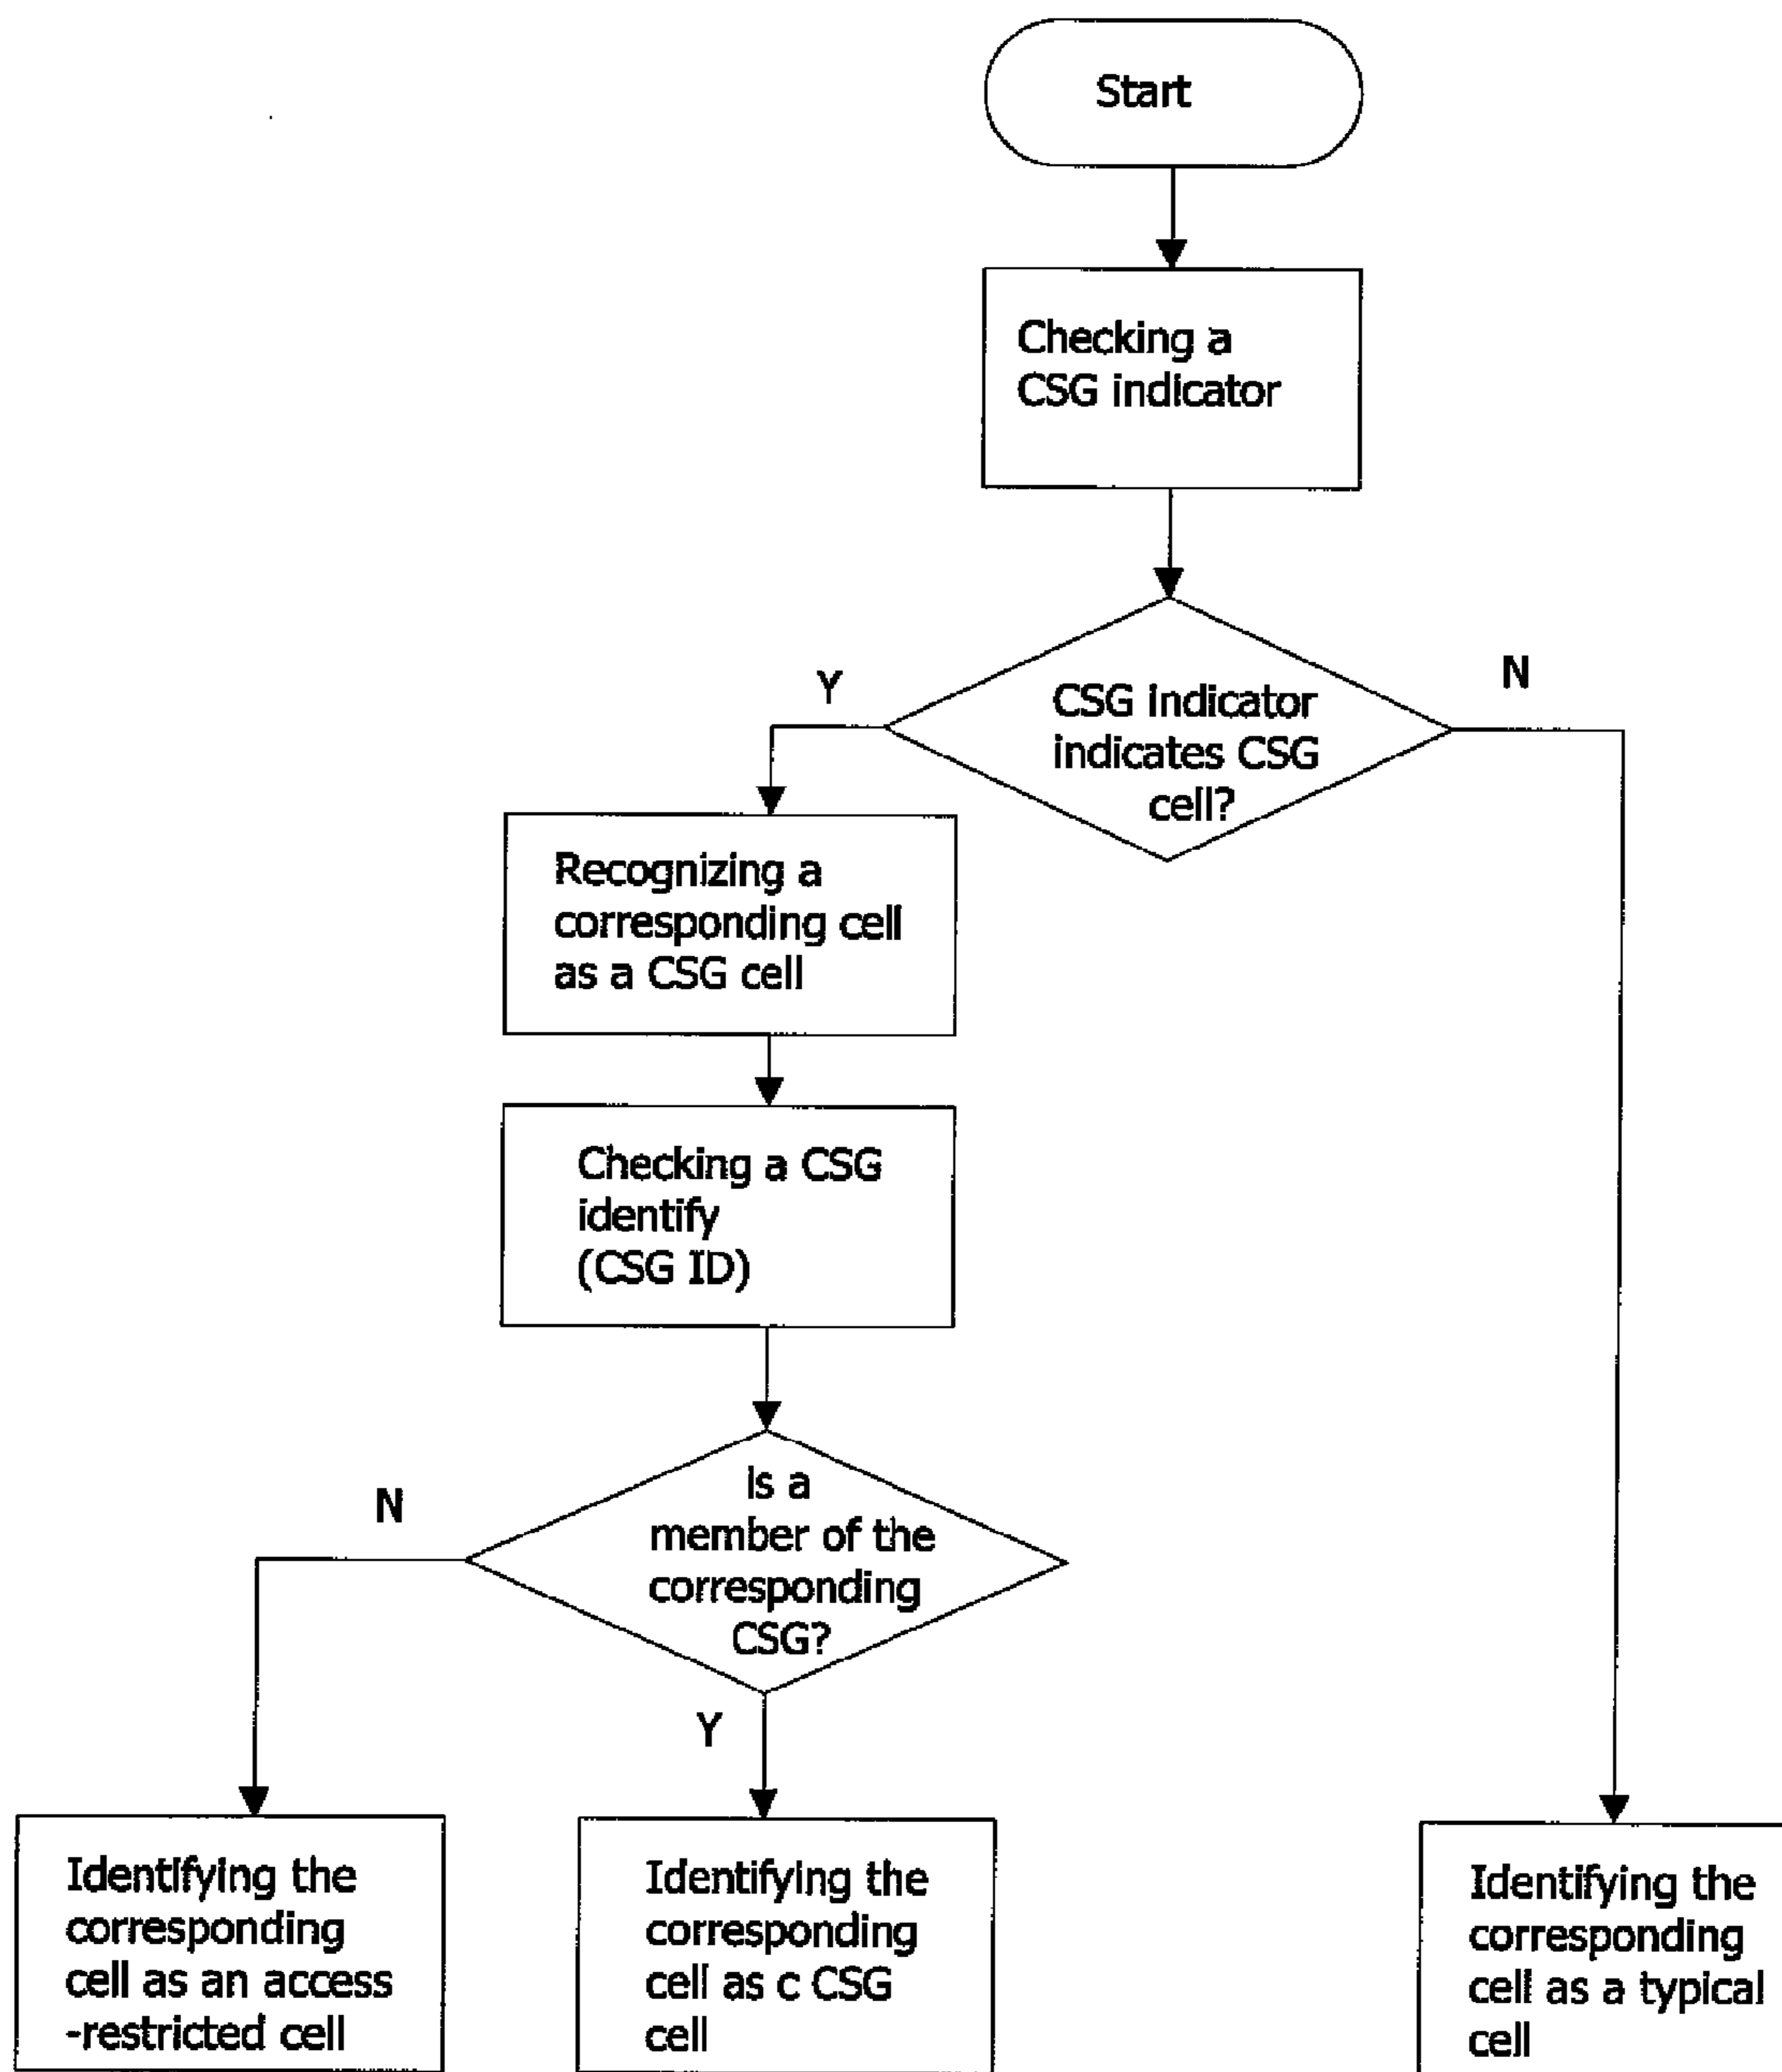 Start
Checking a
CSG indicator
Y
N
CSG indicator
indicates CSG
cell?
Recognizing a
corresponding cell
as a CSG cell
Checking a CSG
identify
(CSG ID)
N
is a
member of the
corresponding
CSG?
Y
Identifying the
corresponding
cell as an access
-restricted cell
Identifying the
corresponding
cell as c CSG
cell
Identifying the
corresponding
cell as a typical
cell